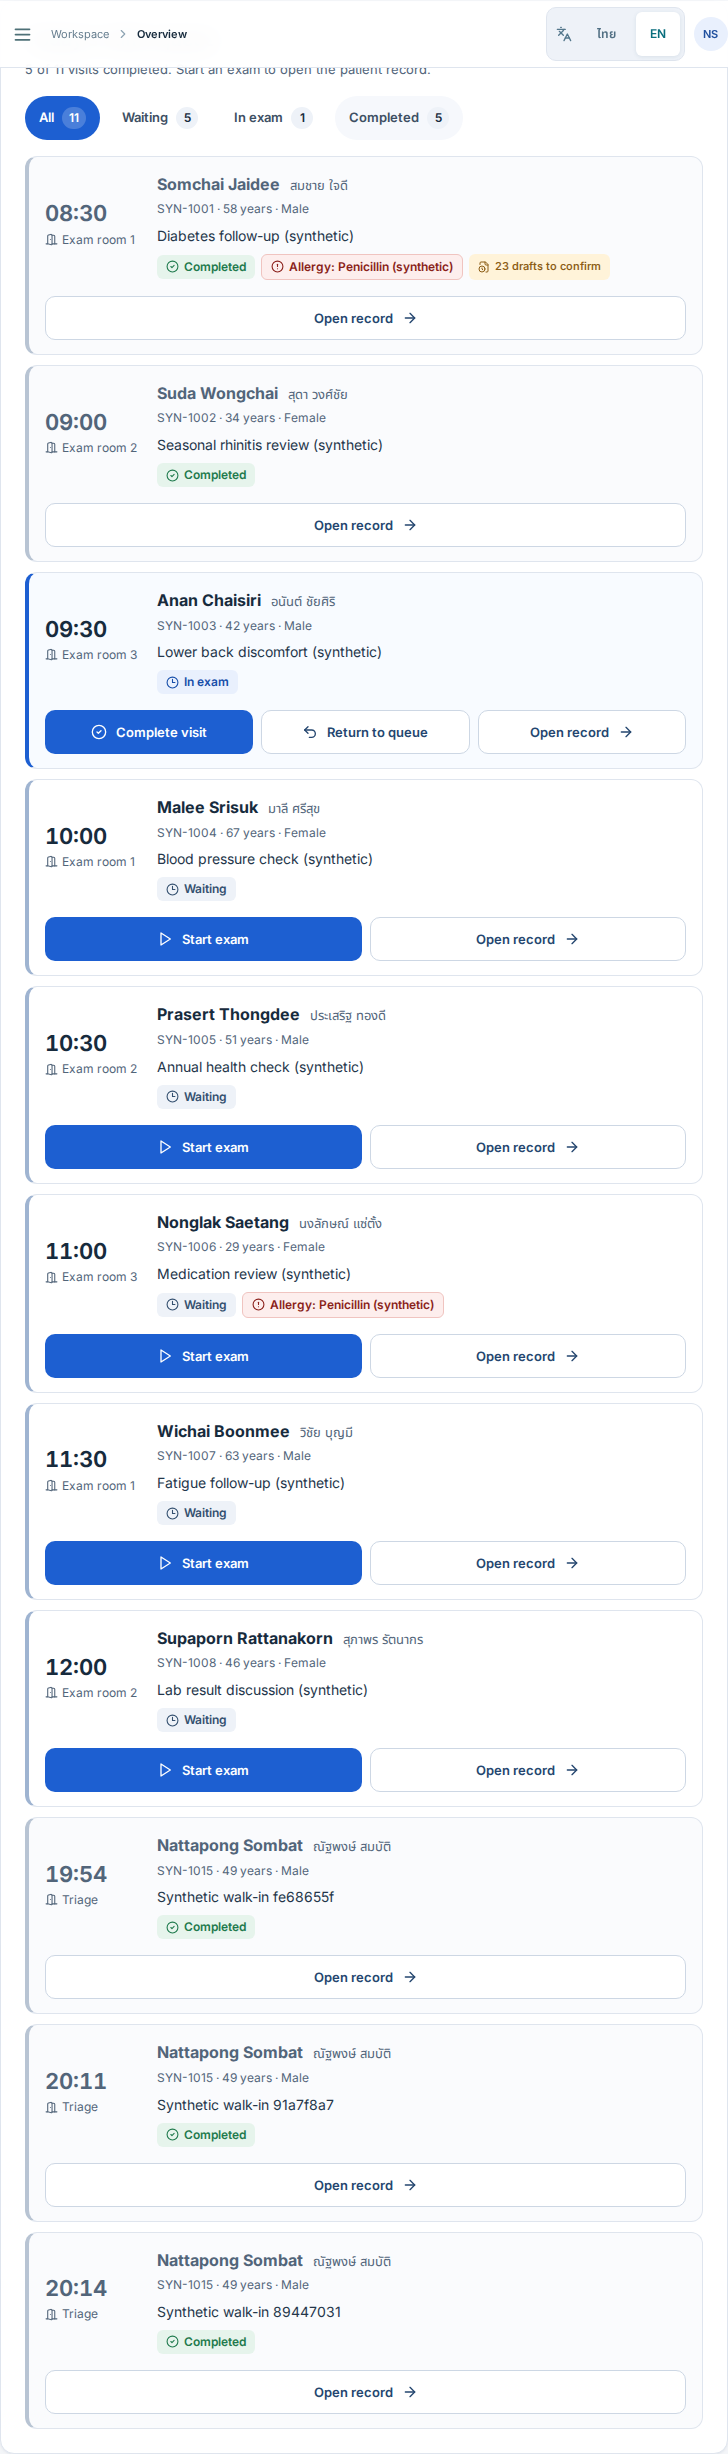 Workspace > Overview
ไทย
EN
NS
5 of 11 visits completed. Start an exam to open the patient record.
All 11
Waiting 5
In exam 1
Completed 5
Somchai Jaidee สมชาย ใจดี
08:30
SYN-1001 · 58 years · Male
Exam room 1
Diabetes follow-up (synthetic)
Completed
Allergy: Penicillin (synthetic)
23 drafts to confirm
Open record
Suda Wongchai สุดา วงศ์ชัย
09:00
SYN-1002 · 34 years · Female
Exam room 2
Seasonal rhinitis review (synthetic)
Completed
Open record
Anan Chaisiri อนันต์ ชัยศิริ
09:30
SYN-1003 · 42 years · Male
Exam room 3
Lower back discomfort (synthetic)
In exam
Complete visit
Return to queue
Open record
Malee Srisuk มาลี ศรีสุข
10:00
SYN-1004 · 67 years · Female
Exam room 1
Blood pressure check (synthetic)
Waiting
Start exam
Open record
Prasert Thongdee ประเสริฐ ทองดี
10:30
SYN-1005 · 51 years · Male
Exam room 2
Annual health check (synthetic)
Waiting
Start exam
Open record
Nonglak Saetang นงลักษณ์ แซ่ตั้ง
11:00
SYN-1006 · 29 years · Female
Exam room 3
Medication review (synthetic)
Waiting
Allergy: Penicillin (synthetic)
Start exam
Open record
Wichai Boonmee วิชัย บุญมี
11:30
SYN-1007 · 63 years · Male
Exam room 1
Fatigue follow-up (synthetic)
Waiting
Start exam
Open record
Supaporn Rattanakorn สุภาพร รัตนากร
12:00
SYN-1008 · 46 years · Female
Exam room 2
Lab result discussion (synthetic)
Waiting
Start exam
Open record
Nattapong Sombat ณัฐพงษ์ สมบัติ
19:54
SYN-1015 · 49 years · Male
Triage
Synthetic walk-in fe68655f
Completed
Open record
Nattapong Sombat ณัฐพงษ์ สมบัติ
20:11
SYN-1015 · 49 years · Male
Triage
Synthetic walk-in 91a7f8a7
Completed
Open record
Nattapong Sombat ณัฐพงษ์ สมบัติ
20:14
SYN-1015 · 49 years · Male
Triage
Synthetic walk-in 89447031
Completed
Open record